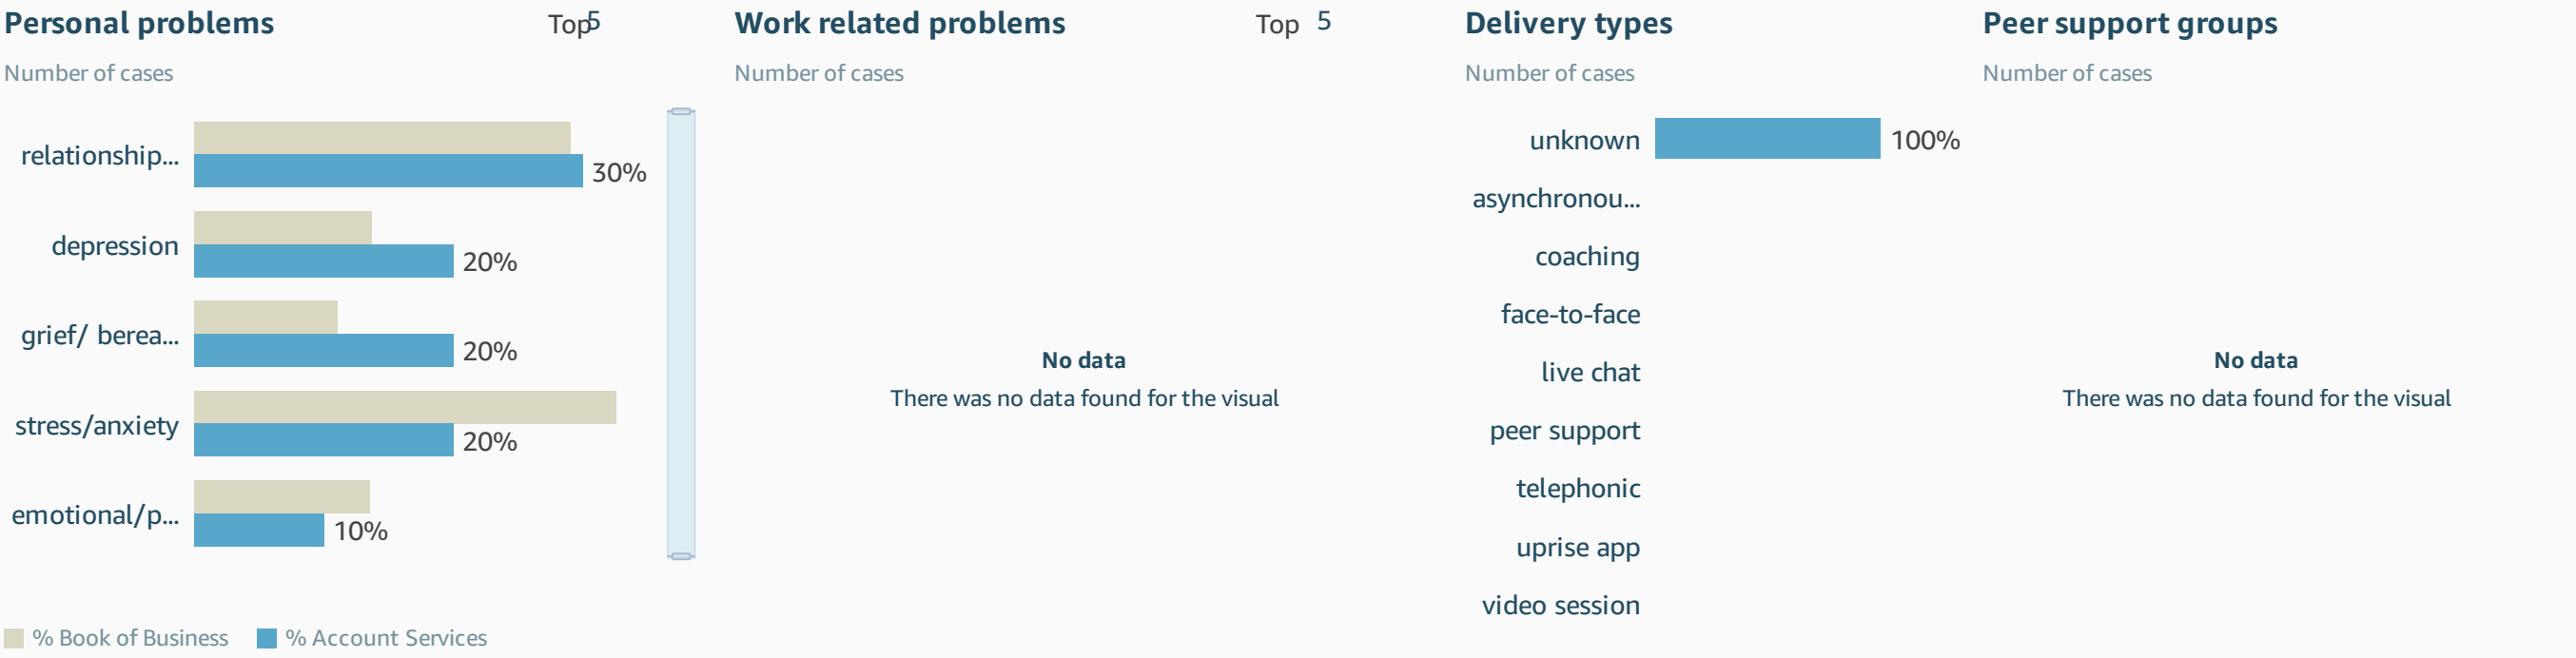 Personal problems
Top 5
Number of cases
relationship...
30%
depression
20%
grief/ berea...
20%
stress/anxiety
20%
emotional/p...
10%
% Book of Business
% Account Services
Work related problems
Top 5
Number of cases
No data
There was no data found for the visual
Delivery types
Number of cases
unknown
100%
asynchronou...
coaching
face-to-face
live chat
peer support
telephonic
uprise app
video session
Peer support groups
Number of cases
No data
There was no data found for the visual